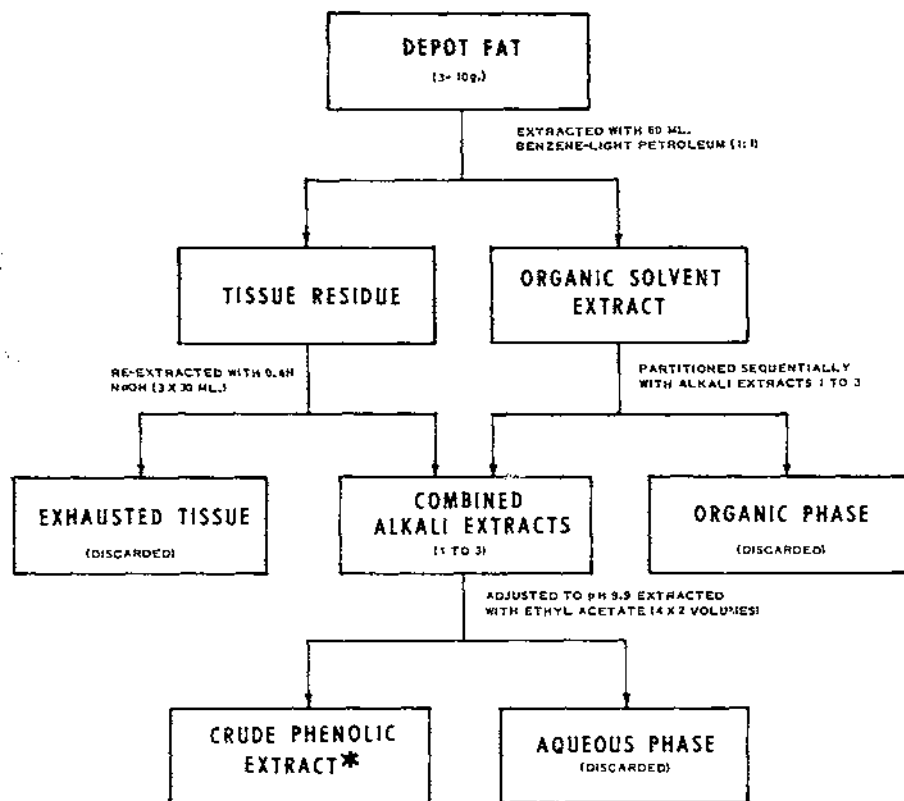 DEPOT FAT
(3-10g.)
EXTRACTED WITH 60 ML.
BENZENE-LIGHT PETROLEUM (1:1)
TISSUE RESIDUE
ORGANIC SOLVENT
EXTRACT
RE-EXTRACTED WITH 0.4N
NaOH (3 X 30 ML.)
PARTITIONED SEQUENTIALLY
WITH ALKALI EXTRACTS 1 TO 3
EXHAUSTED TISSUE
(DISCARDED)
COMBINED
ALKALI EXTRACTS
(1 TO 3)
ORGANIC PHASE
(DISCARDED)
ADJUSTED TO pH 9.9 EXTRACTED
WITH ETHYL ACETATE (4 X 2 VOLUMES)
CRUDE PHENOLIC
EXTRACT*
AQUEOUS PHASE
(DISCARDED)